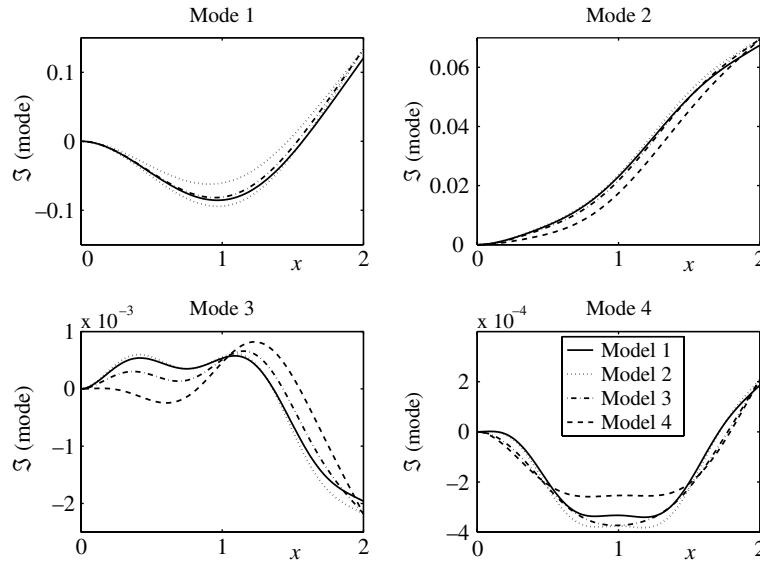 Mode 1
0.1
0
−0.1
ℑ (mode)
0
1
x
2
Mode 2
0.06
0.04
0.02
0
ℑ (mode)
0
1
x
2
Mode 3
x 10⁻³
1
0
−1
−2
ℑ (mode)
0
1
x
2
Mode 4
x 10⁻⁴
2
0
−2
−4
ℑ (mode)
0
1
x
2
Model 1
Model 2
Model 3
Model 4